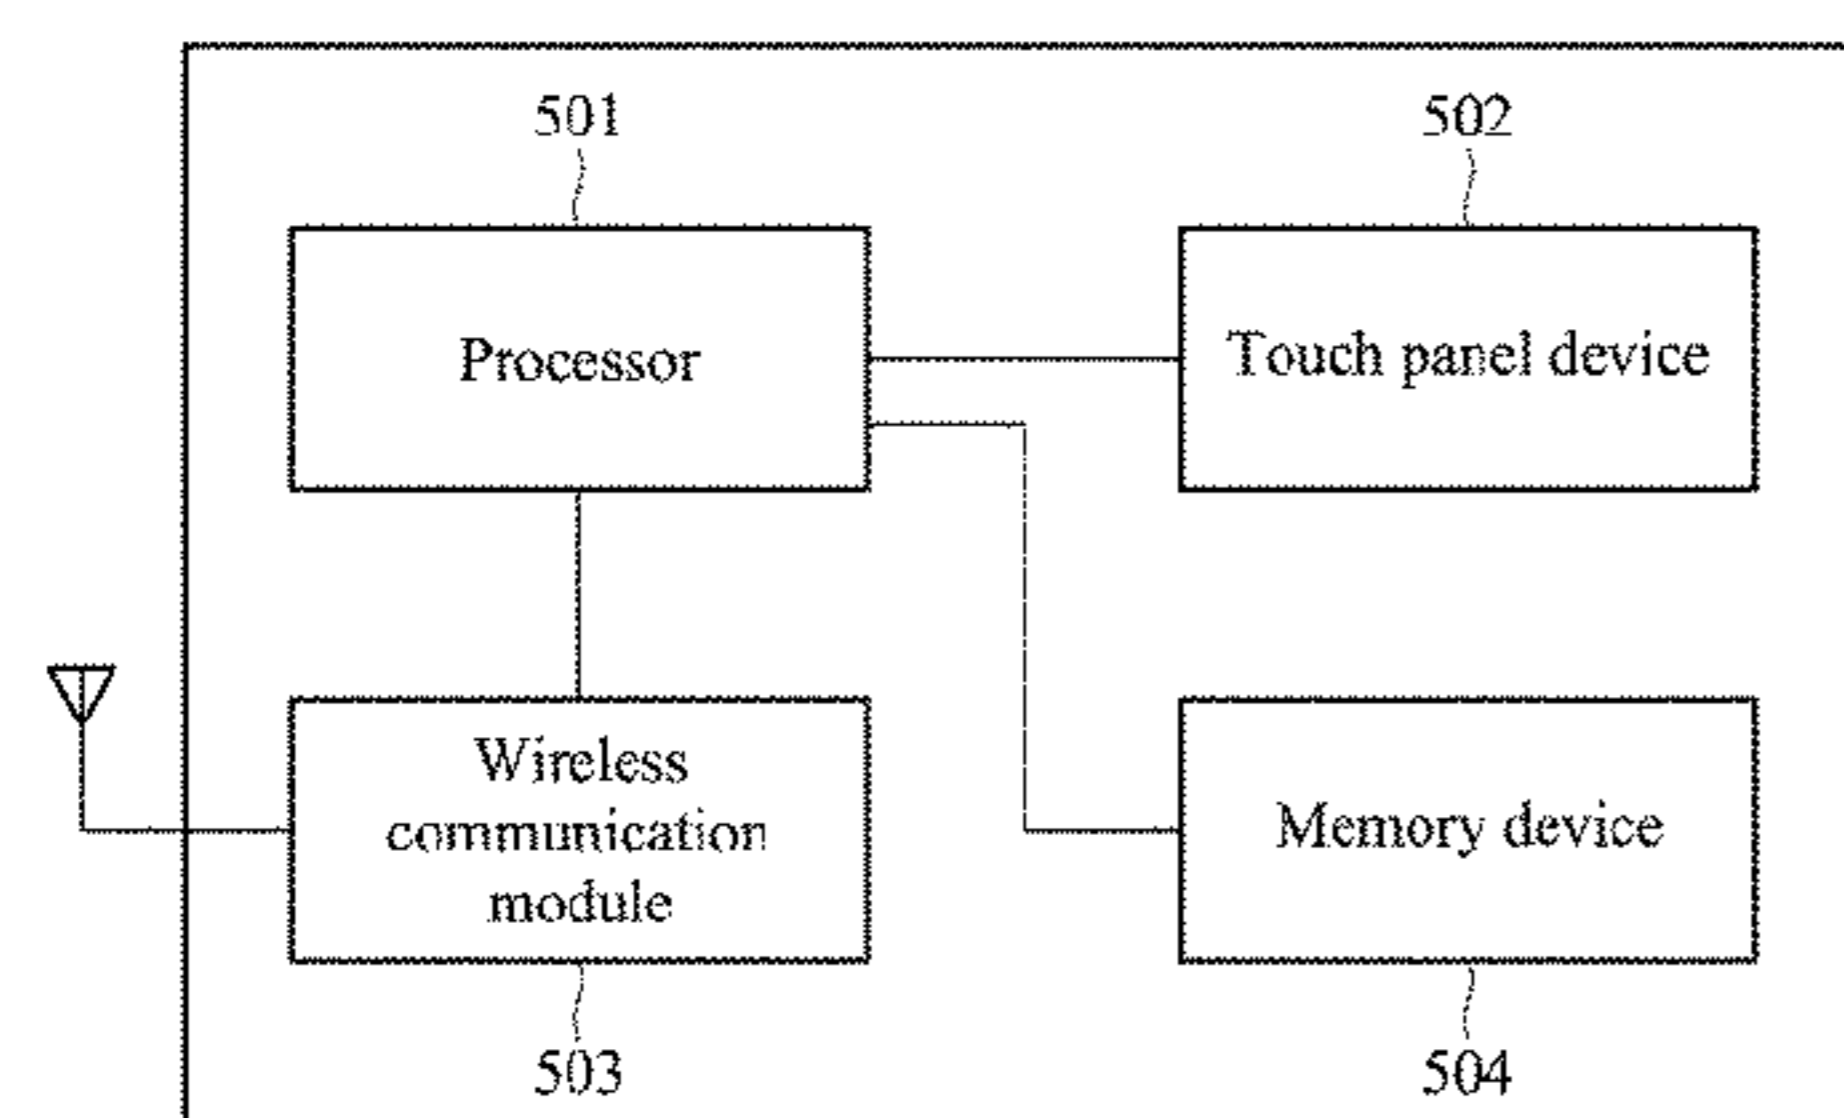 501
502
Processor
Touch panel device
Wireless
communication
module
Memory device
503
504